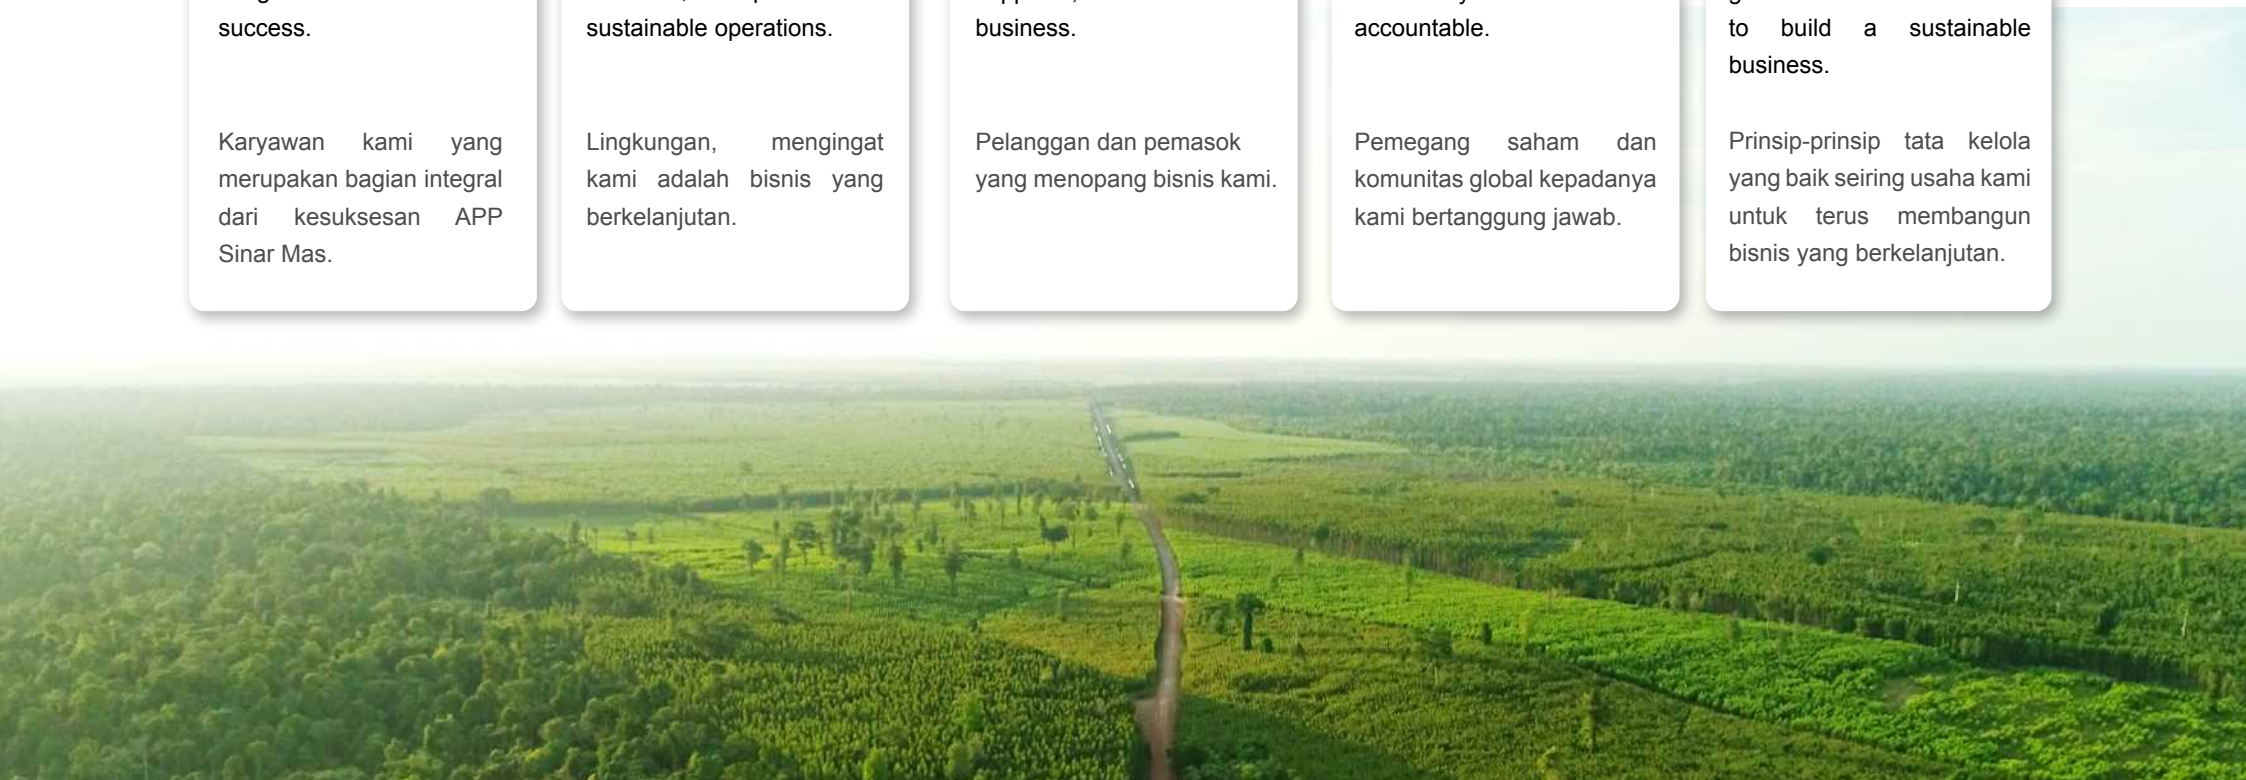 success.
Karyawan kami yang
merupakan bagian integral
dari kesuksesan APP
Sinar Mas.
sustainable operations.
Lingkungan, mengingat
kami adalah bisnis yang
berkelanjutan.
business.
Pelanggan dan pemasok
yang menopang bisnis kami.
accountable.
Pemegang saham dan
komunitas global kepadanya
kami bertanggung jawab.
to build a sustainable
business.
Prinsip-prinsip tata kelola
yang baik seiring usaha kami
untuk terus membangun
bisnis yang berkelanjutan.